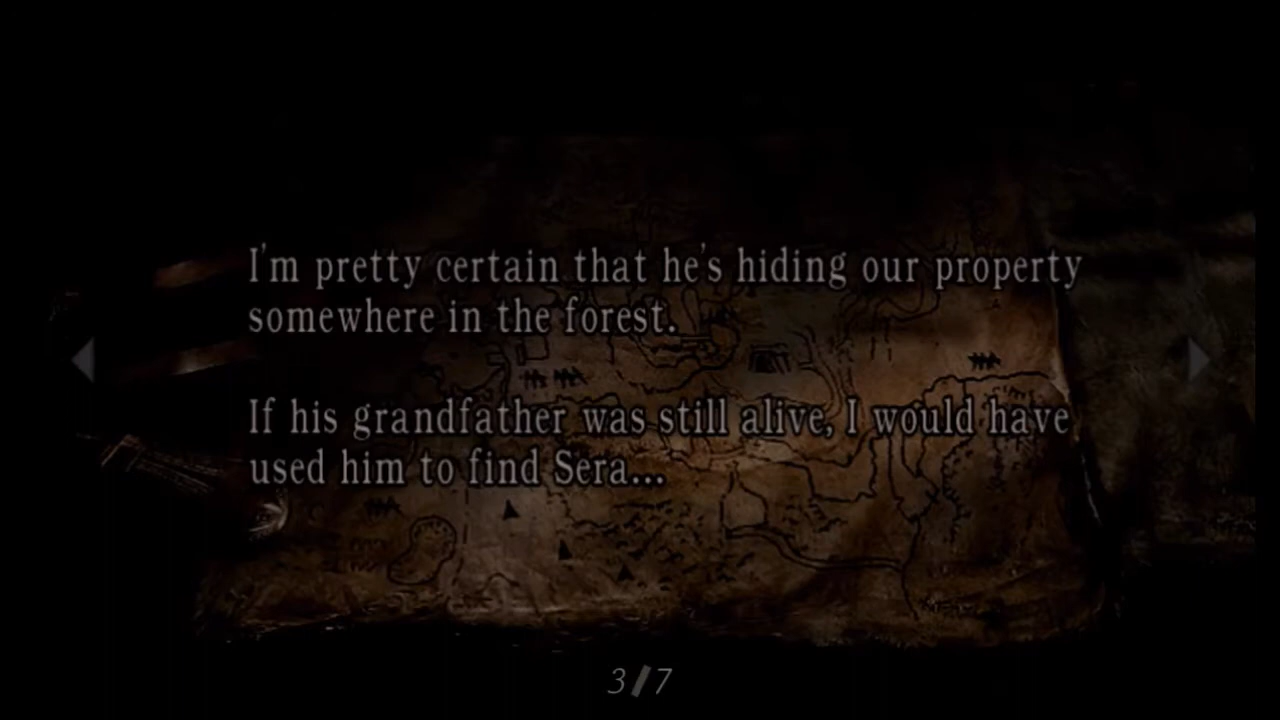 I'm pretty certain that he's hiding our property
somewhere in the forest.
If his grandfather was still alive, I would have
used him to find Sera...
3/7